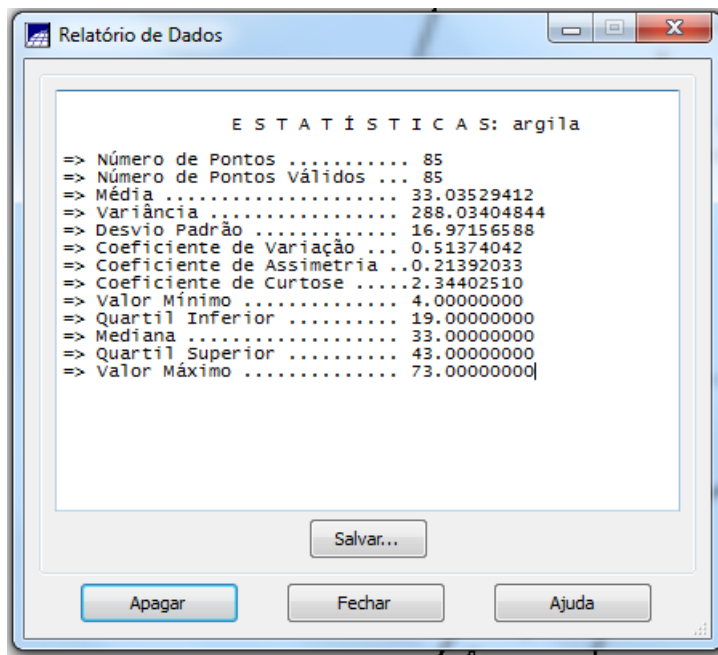 Relatório de Dados
E S T A T Í S T I C A S: argila
=> Número de Pontos ........... 85
=> Número de Pontos Válidos ... 85
=> Média ..................... 33.03529412
=> Variância ................. 288.03404844
=> Desvio Padrão ............. 16.97156588
=> Coeficiente de Variação ... 0.51374042
=> Coeficiente de Assimetria ..0.21392033
=> Coeficiente de Curtose .....2.34402510
=> Valor Mínimo .............. 4.00000000
=> Quartil Inferior .......... 19.00000000
=> Mediana ................... 33.00000000
=> Quartil Superior .......... 43.00000000
=> Valor Máximo .............. 73.00000000
Salvar...
Apagar Fechar Ajuda